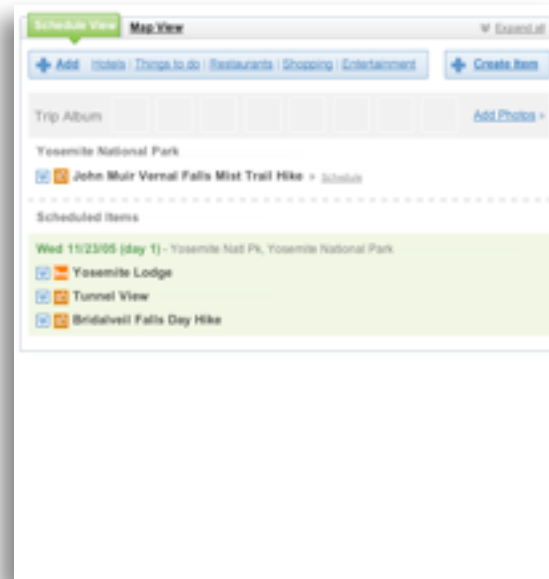 Schedule View Map View Expand all
Add Hotels | Things to do | Restaurants | Shopping | Entertainment Create Item
Trip Album Add Photos »
Yosemite National Park
John Muir Vernal Falls Mist Trail Hike » Schedule
Scheduled Items
Wed 11/23/05 (day 1) - Yosemite Natl Pk, Yosemite National Park
Yosemite Lodge
Tunnel View
Bridalveil Falls Day Hike